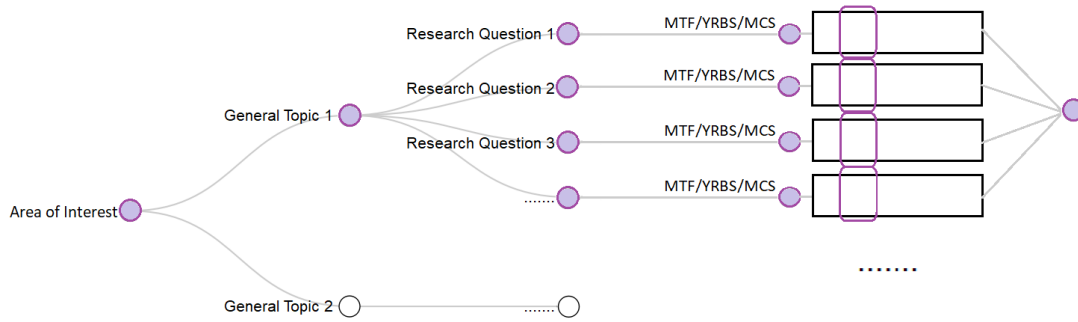 Research Question 1
MTF/YRBS/MCS
Research Question 2
MTF/YRBS/MCS
General Topic 1
Research Question 3
MTF/YRBS/MCS
.......
MTF/YRBS/MCS
Area of Interest
.......
General Topic 2
.......